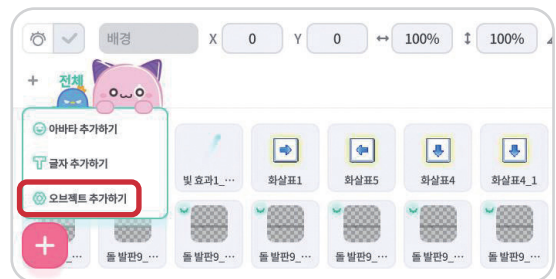 배경 X 0 Y 0 ↔ 100% ↕ 100%
+ 전체
아바타 추가하기
글자 추가하기
오브젝트 추가하기
빛 효과1_… 화살표1 화살표5 화살표4 화살표4_1
+ …_… 돌 발판9_… 돌 발판9_… 돌 발판9_… 돌 발판9_… 돌 발판9_… 돌 발판9_…